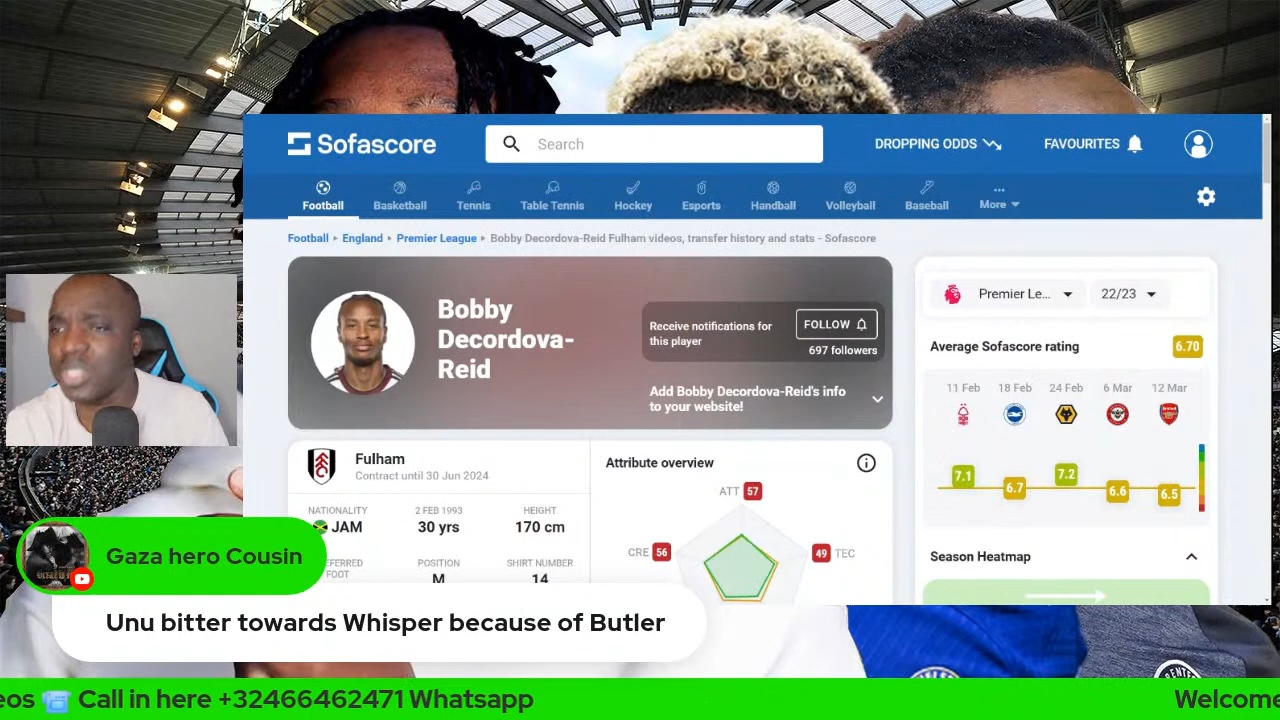 Sofascore
Search
DROPPING ODDS
FAVOURITES
Football
Basketball
Tennis
Table Tennis
Hockey
Esports
Handball
Volleyball
Baseball
More
Football England Premier League Bobby Decordova-Reid Fulham videos, transfer history and stats - Sofascore
Bobby
Decordova-
Reid
Receive notifications for
this player
FOLLOW
697 followers
Add Bobby Decordova-Reid's info
to your website!
Premier Le...
22/23
Average Sofascore rating
6.70
11 Feb
18 Feb
24 Feb
6 Mar
12 Mar
7.1
6.7
7.2
6.6
6.5
Season Heatmap
Fulham
Contract until 30 Jun 2024
NATIONALITY
JAM
2 FEB 1993
30 yrs
HEIGHT
170 cm
FOOT
POSITION
M
SHIRT NUMBER
14
Attribute overview
ATT 57
CRE 56
49 TEC
Gaza hero Cousin
Unu bitter towards Whisper because of Butler
eos Call in here +32466462471 Whatsapp
Welcome